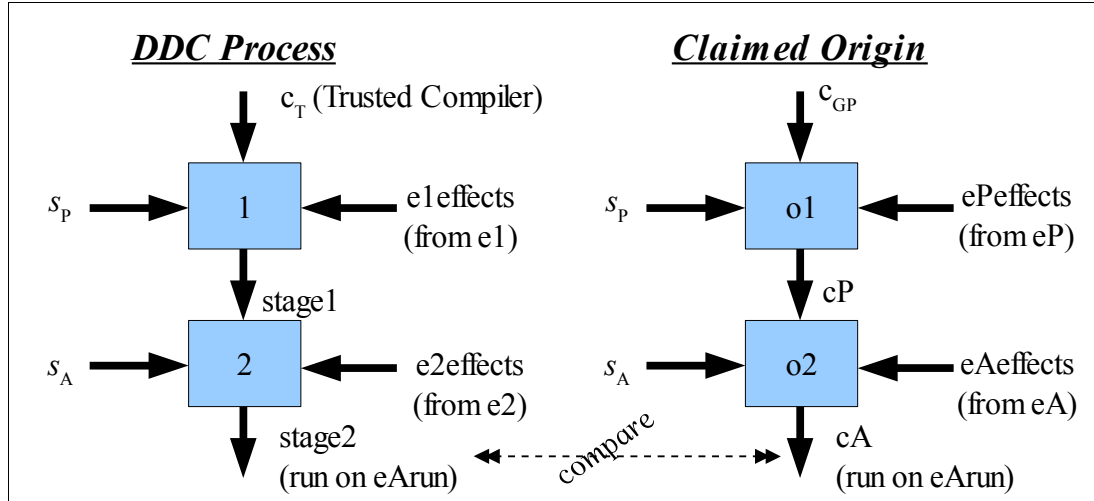 DDC Process
c_T (Trusted Compiler)
s_P
1
e1effects
(from e1)
stage1
s_A
2
e2effects
(from e2)
stage2
(run on eArun)
Claimed Origin
c_GP
s_P
o1
ePeffects
(from eP)
cP
s_A
o2
eAeffects
(from eA)
cA
(run on eArun)
compare